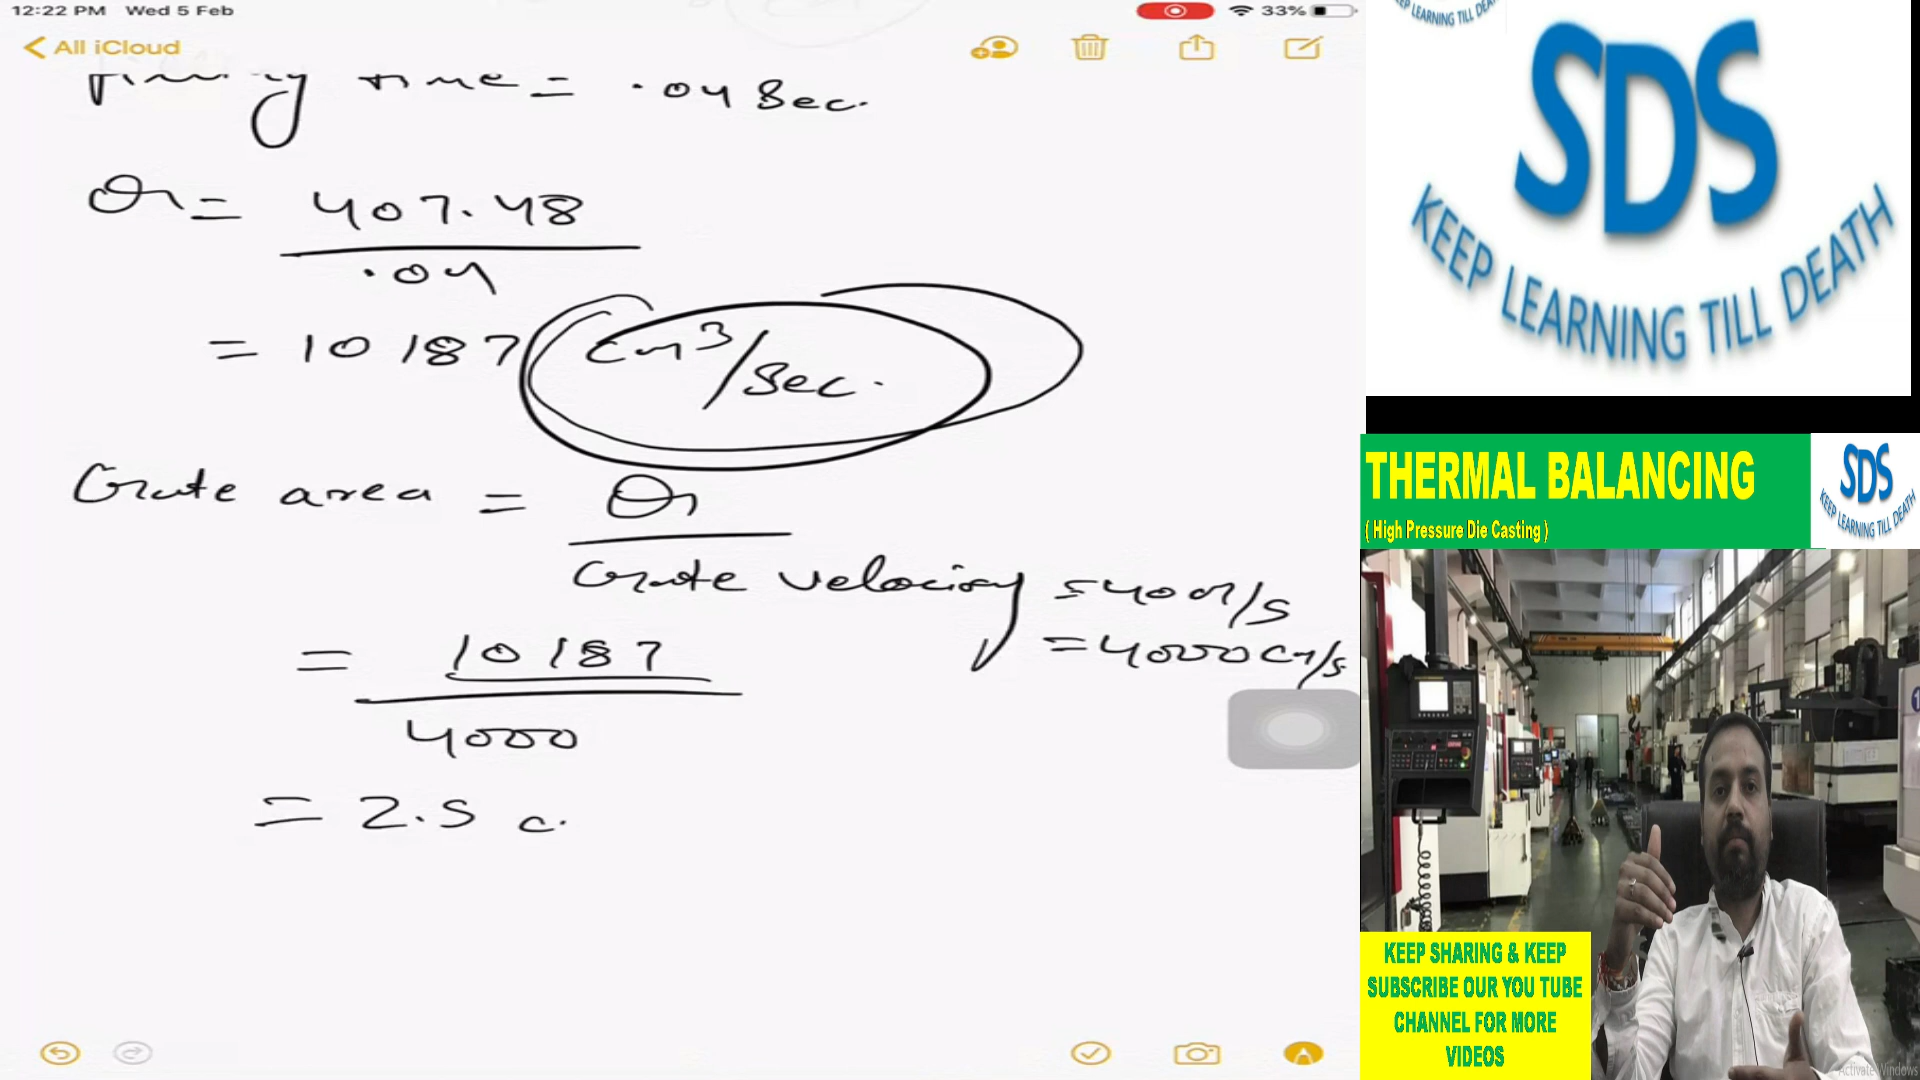 12:22 PM Wed 5 Feb
33%
All iCloud
time = .04 Sec.
Q = 407.48
.04
= 10187 cm3/Sec.
Gate area = Q
Gate velocity = 40 m/s
= 4000 cm/s
= 10187
4000
= 2.5 c.
KEEP LEARNING TILL DEATH
SDS
KEEP LEARNING TILL DEATH
THERMAL BALANCING
( High Pressure Die Casting )
SDS
KEEP LEARNING TILL DEATH
KEEP SHARING & KEEP
SUBSCRIBE OUR YOU TUBE
CHANNEL FOR MORE
VIDEOS
Activate Windows